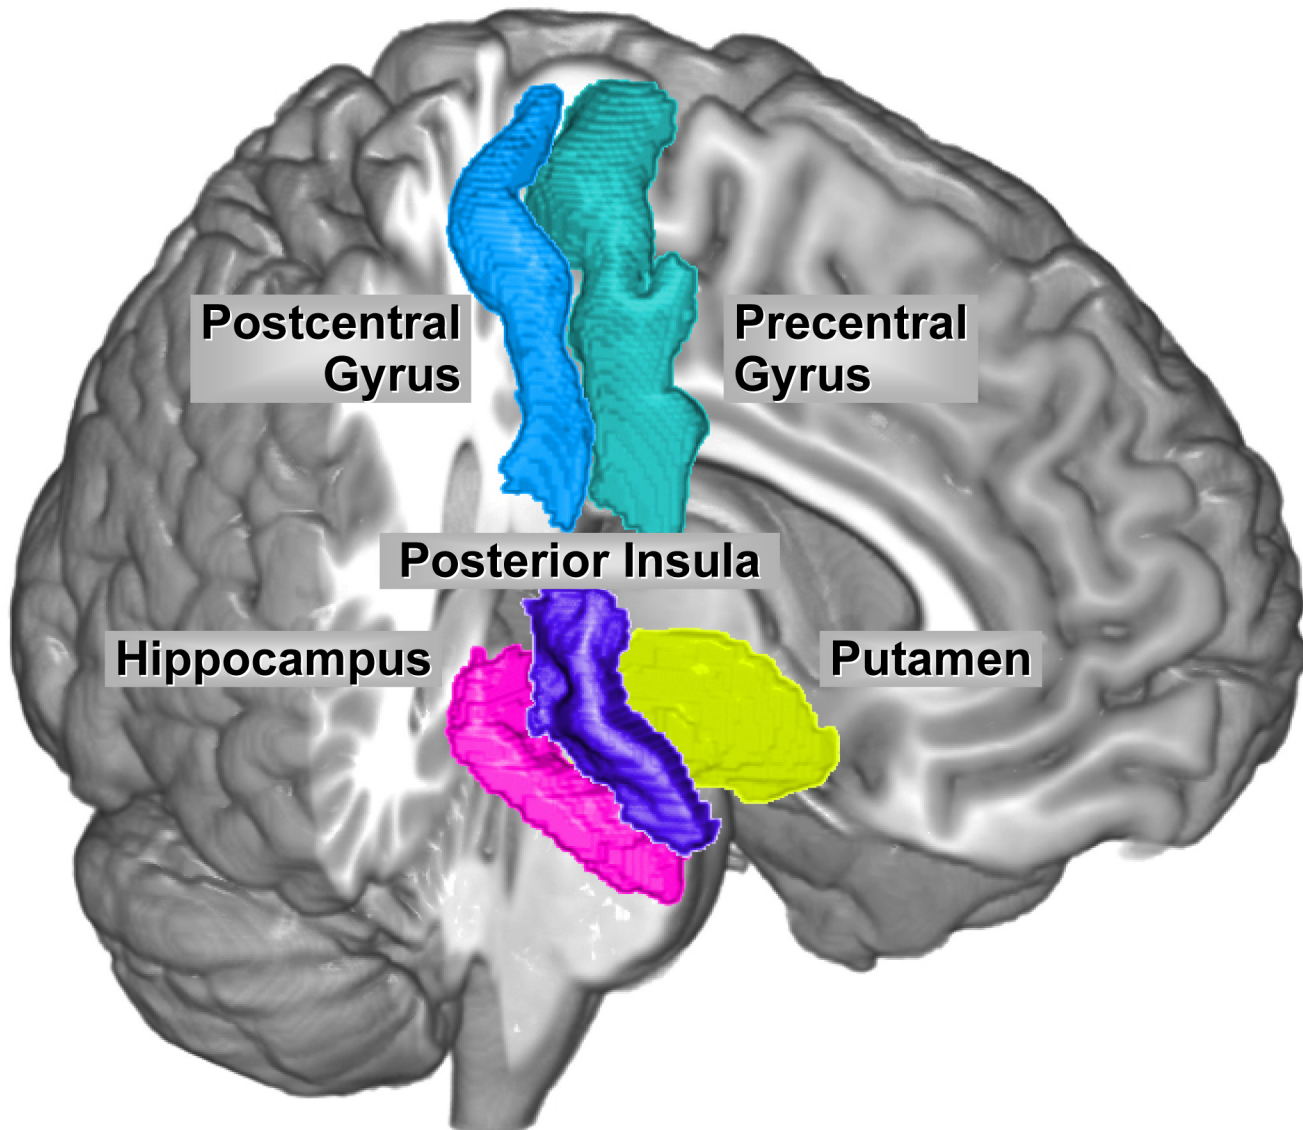 Postcentral
Gyrus
Precentral
Gyrus
Posterior Insula
Hippocampus
Putamen